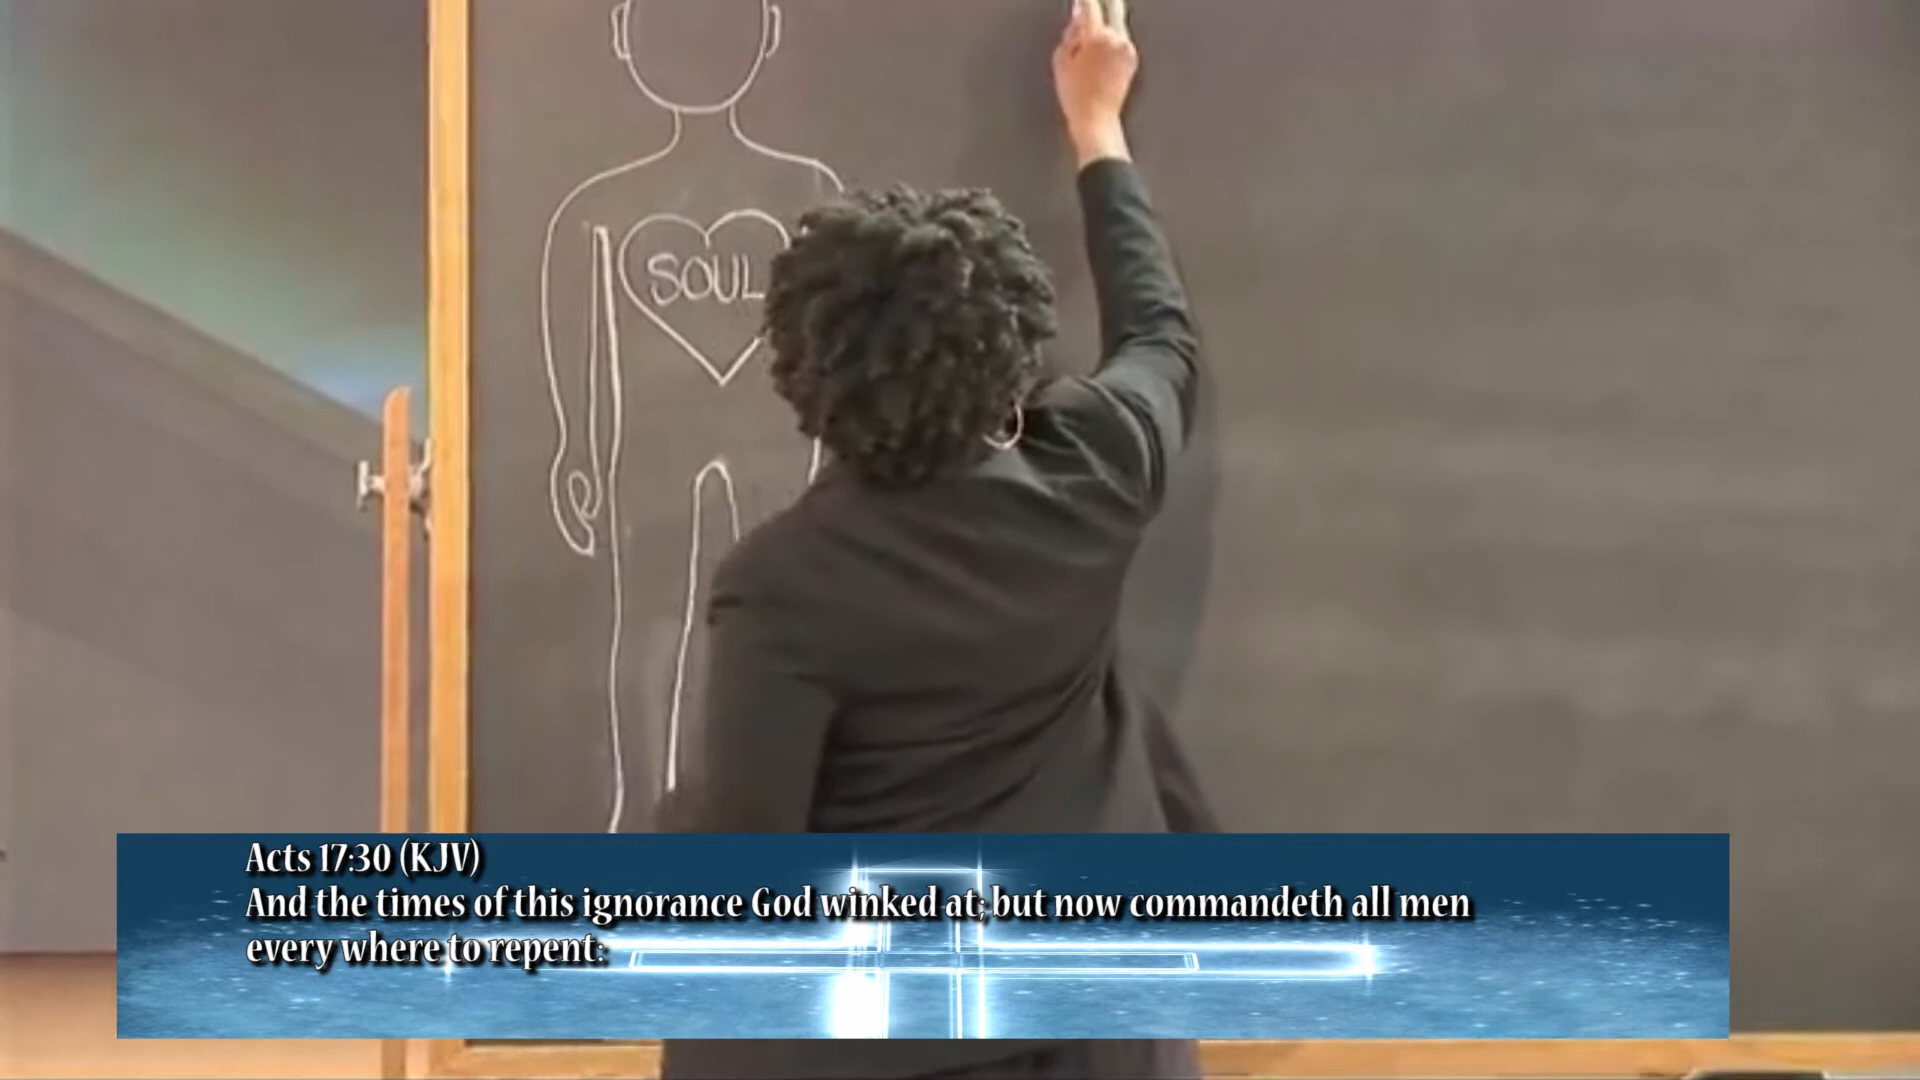 SOUL
Acts 17:30 (KJV)
And the times of this ignorance God winked at; but now commandeth all men
every where to repent: